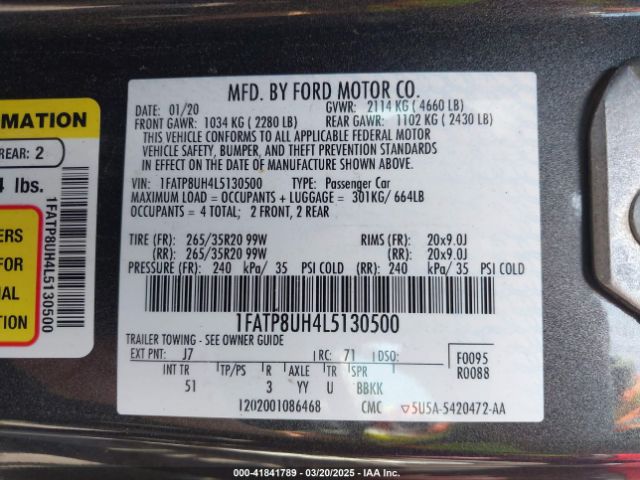 MFD. BY FORD MOTOR CO.
DATE: 01/20 GVWR: 2114 KG ( 4660 LB)
FRONT GAWR: 1034 KG ( 2280 LB) REAR GAWR: 1102 KG ( 2430 LB)
THIS VEHICLE CONFORMS TO ALL APPLICABLE FEDERAL MOTOR
VEHICLE SAFETY, BUMPER, AND THEFT PREVENTION STANDARDS
IN EFFECT ON THE DATE OF MANUFACTURE SHOWN ABOVE.
VIN: 1FATP8UH4L5130500 TYPE: Passenger Car
MAXIMUM LOAD = OCCUPANTS + LUGGAGE = 301KG/ 664LB
OCCUPANTS = 4 TOTAL; 2 FRONT, 2 REAR
TIRE (FR): 265/35R20 99W RIMS (FR): 20x9.0J
(RR): 265/35R20 99W (RR): 20x9.0J
PRESSURE (FR): 240 kPa/ 35 PSI COLD (RR): 240 kPa/ 35 PSI COLD
1FATP8UH4L5130500
TRAILER TOWING - SEE OWNER GUIDE
EXT PNT: J7 RC: 71 DSO: F0095
R0088
INT TR TP/PS R AXLE TR SPR
51 3 YY U BBKK
1202001086468 CMC 5U5A-5420472-AA
MATION
REAR: 2
4 lbs.
ERS
FOR
UAL
TION
1FATP8UH4L5130500
000-41841789 - 03/20/2025 - IAA Inc.